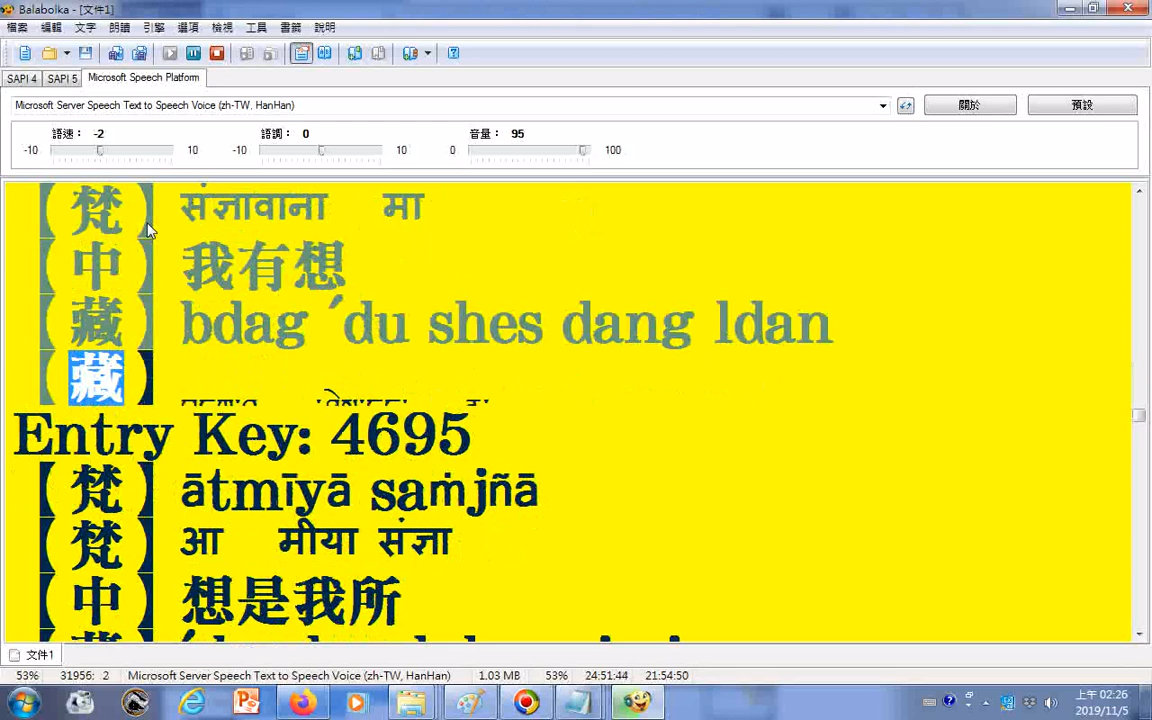 Balabolka - [文件1]
檔案 編輯 文字 朗讀 引擎 選項 檢視 工具 書籤 說明
SAPI 4 SAPI 5 Microsoft Speech Platform
Microsoft Server Speech Text to Speech Voice (zh-TW, HanHan) 關於 預設
語速： -2 語調： 0 音量： 95
-10 10 -10 10 0 100
【梵】 संज्ञावाना मा
【中】 我有想
【藏】 bdag ´du shes dang ldan
【藏】
Entry Key: 4695
【梵】 ātmīyā saṁjñā
【梵】 आ मीया संज्ञा
【中】 想是我所
文件1
53% 31956: 2 Microsoft Server Speech Text to Speech Voice (zh-TW, HanHan) 1.03 MB 53% 24:51:44 21:54:50
上午 02:26
2019/11/5